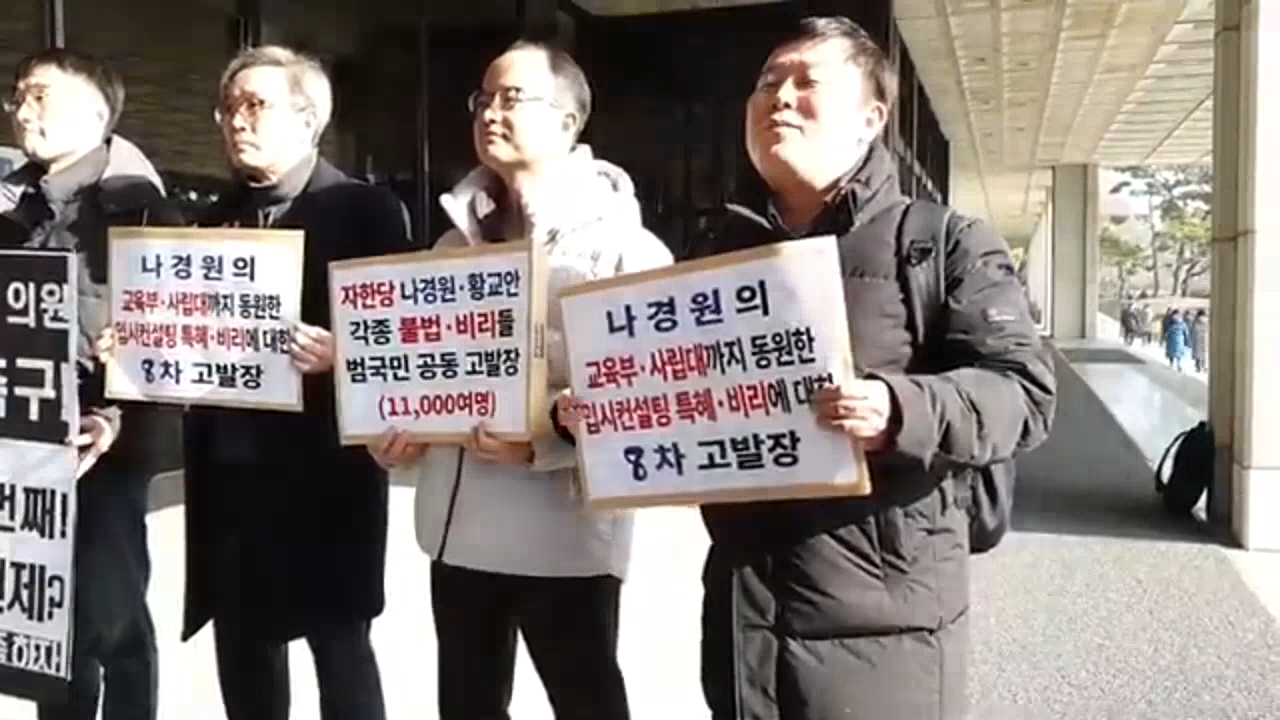 의원
구!
번째!
언제?
하자!
나경원의
교육부·사립대까지 동원한
입시컨설팅 특혜·비리에 대한
8차 고발장
자한당 나경원·황교안
각종 불법·비리들
범국민 공동 고발장
(11,000여명)
나경원의
교육부·사립대까지 동원한
입시컨설팅 특혜·비리에 대한
8차 고발장